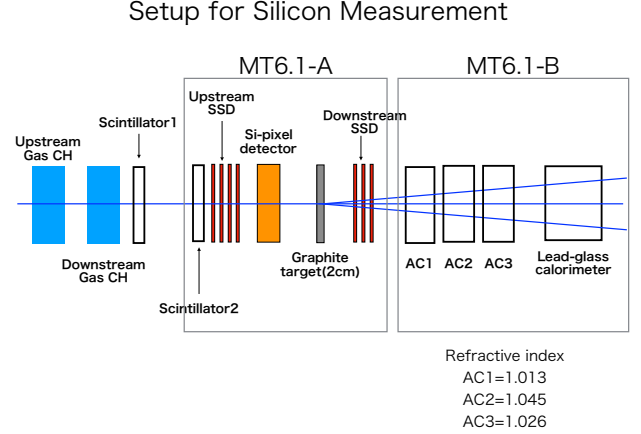 Setup for Silicon Measurement
MT6.1-A
MT6.1-B
Upstream
SSD
Downstream
SSD
Scintillator1
Si-pixel
detector
Upstream
Gas CH
Downstream
Gas CH
Graphite
target(2cm)
AC1
AC2
AC3
Lead-glass
calorimeter
Scintillator2
Refractive index
AC1=1.013
AC2=1.045
AC3=1.026